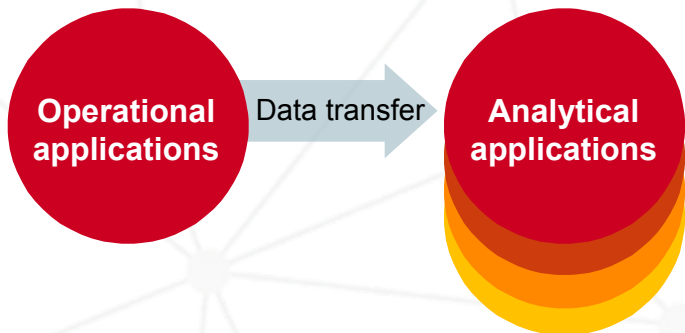 Operational
applications
Data transfer
Analytical
applications